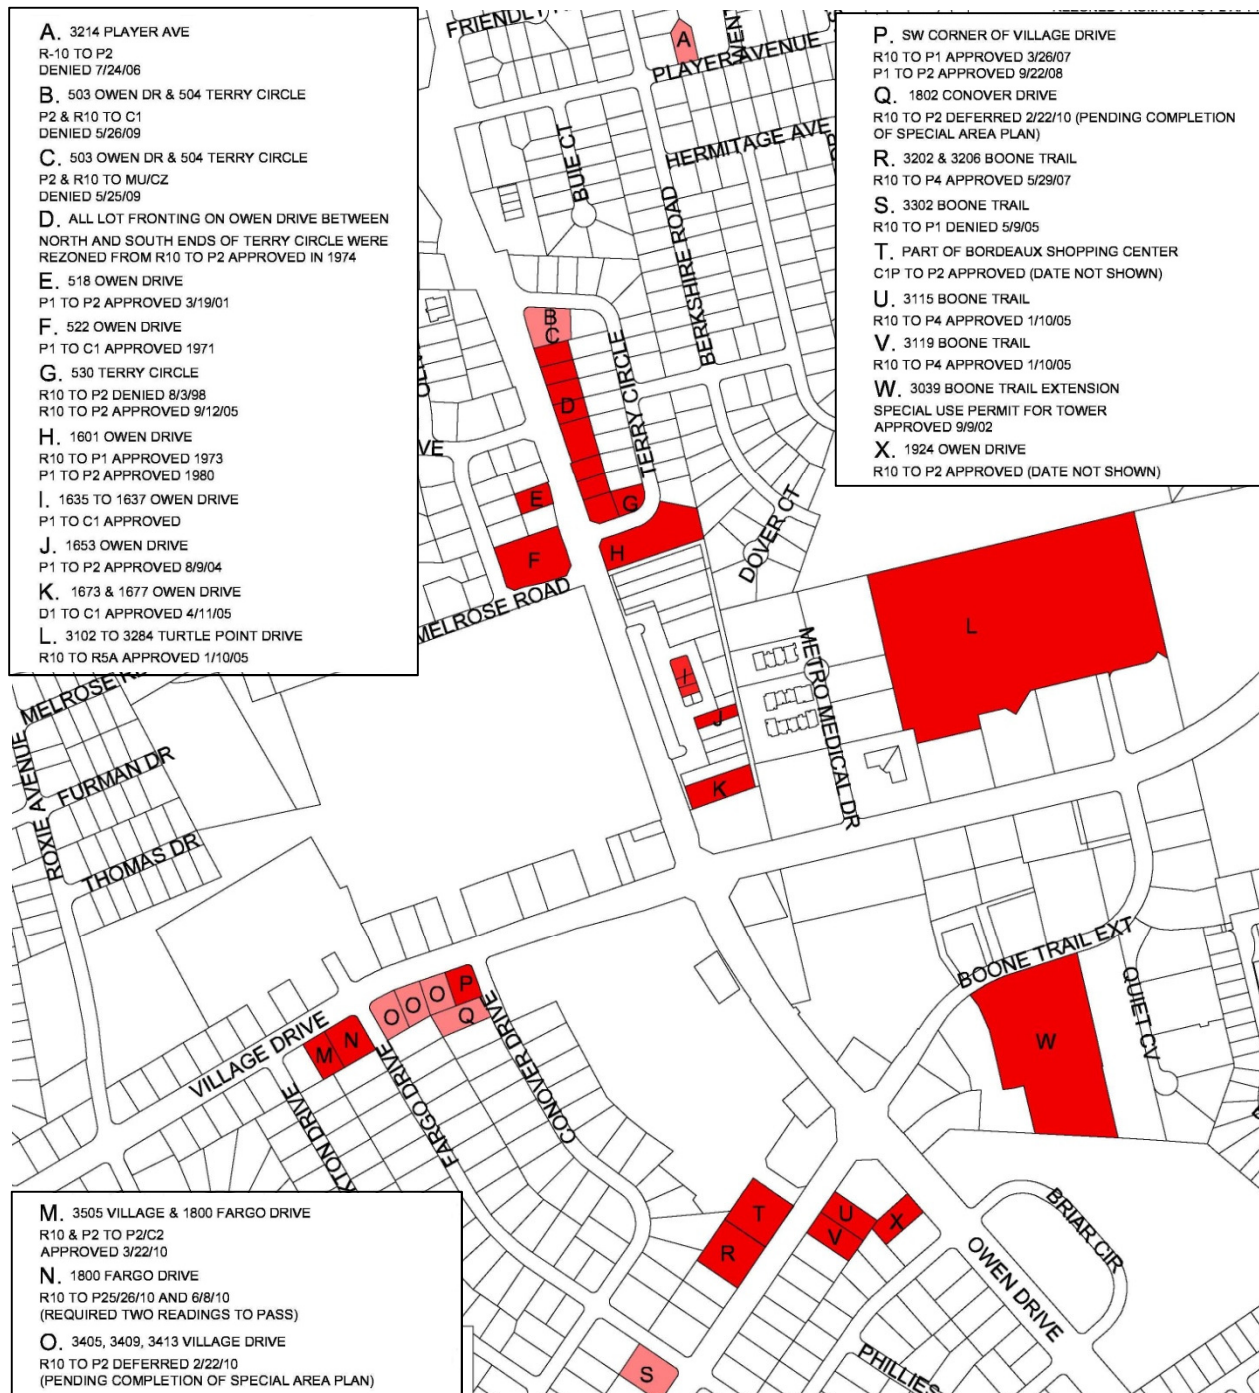 A. 3214 PLAYER AVE
R-10 TO P2
DENIED 7/24/06
B. 503 OWEN DR & 504 TERRY CIRCLE
P2 & R10 TO C1
DENIED 5/26/09
C. 503 OWEN DR & 504 TERRY CIRCLE
P2 & R10 TO MU/CZ
DENIED 5/25/09
D. ALL LOT FRONTING ON OWEN DRIVE BETWEEN
NORTH AND SOUTH ENDS OF TERRY CIRCLE WERE
REZONED FROM R10 TO P2 APPROVED IN 1974
E. 518 OWEN DRIVE
P1 TO P2 APPROVED 3/19/01
F. 522 OWEN DRIVE
P1 TO C1 APPROVED 1971
G. 530 TERRY CIRCLE
R10 TO P2 DENIED 8/3/98
R10 TO P2 APPROVED 9/12/05
H. 1601 OWEN DRIVE
R10 TO P1 APPROVED 1973
P1 TO P2 APPROVED 1980
I. 1635 TO 1637 OWEN DRIVE
P1 TO C1 APPROVED
J. 1653 OWEN DRIVE
P1 TO P2 APPROVED 8/9/04
K. 1673 & 1677 OWEN DRIVE
D1 TO C1 APPROVED 4/11/05
L. 3102 TO 3284 TURTLE POINT DRIVE
R10 TO R5A APPROVED 1/10/05
P. SW CORNER OF VILLAGE DRIVE
R10 TO P1 APPROVED 3/26/07
P1 TO P2 APPROVED 9/22/08
Q. 1802 CONOVER DRIVE
R10 TO P2 DEFERRED 2/22/10 (PENDING COMPLETION
OF SPECIAL AREA PLAN)
R. 3202 & 3206 BOONE TRAIL
R10 TO P4 APPROVED 5/29/07
S. 3302 BOONE TRAIL
R10 TO P1 DENIED 5/9/05
T. PART OF BORDEAUX SHOPPING CENTER
C1P TO P2 APPROVED (DATE NOT SHOWN)
U. 3115 BOONE TRAIL
R10 TO P4 APPROVED 1/10/05
V. 3119 BOONE TRAIL
R10 TO P4 APPROVED 1/10/05
W. 3039 BOONE TRAIL EXTENSION
SPECIAL USE PERMIT FOR TOWER
APPROVED 9/9/02
X. 1924 OWEN DRIVE
R10 TO P2 APPROVED (DATE NOT SHOWN)
FRIENDLY
A
PLAYER AVENUE
HERMITAGE AVE
BUIE CT
BERKSHIRE ROAD
B
C
TERRY CIRCLE
D
VE
E
G
F
H
DOVER CT
MELROSE ROAD
L
I
METRO MEDICAL DR
J
K
MELROSE
ROXIE AVENUE
FURMAN DR
THOMAS DR
BOONE TRAIL EXT
QUIET CV
W
O O O P
Q
VILLAGE DRIVE
M N
CONOVER DRIVE
FARGO DRIVE
XTON DRIVE
T
U
R
V
X
BRIAR CIR
OWEN DRIVE
S
PHILLIES
M. 3505 VILLAGE & 1800 FARGO DRIVE
R10 & P2 TO P2/C2
APPROVED 3/22/10
N. 1800 FARGO DRIVE
R10 TO P25/26/10 AND 6/8/10
(REQUIRED TWO READINGS TO PASS)
O. 3405, 3409, 3413 VILLAGE DRIVE
R10 TO P2 DEFERRED 2/22/10
(PENDING COMPLETION OF SPECIAL AREA PLAN)